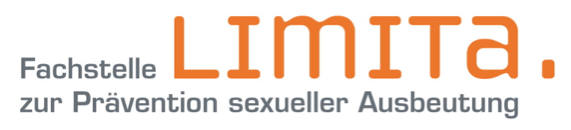 Fachstelle LIMITA.
zur Prävention sexueller Ausbeutung